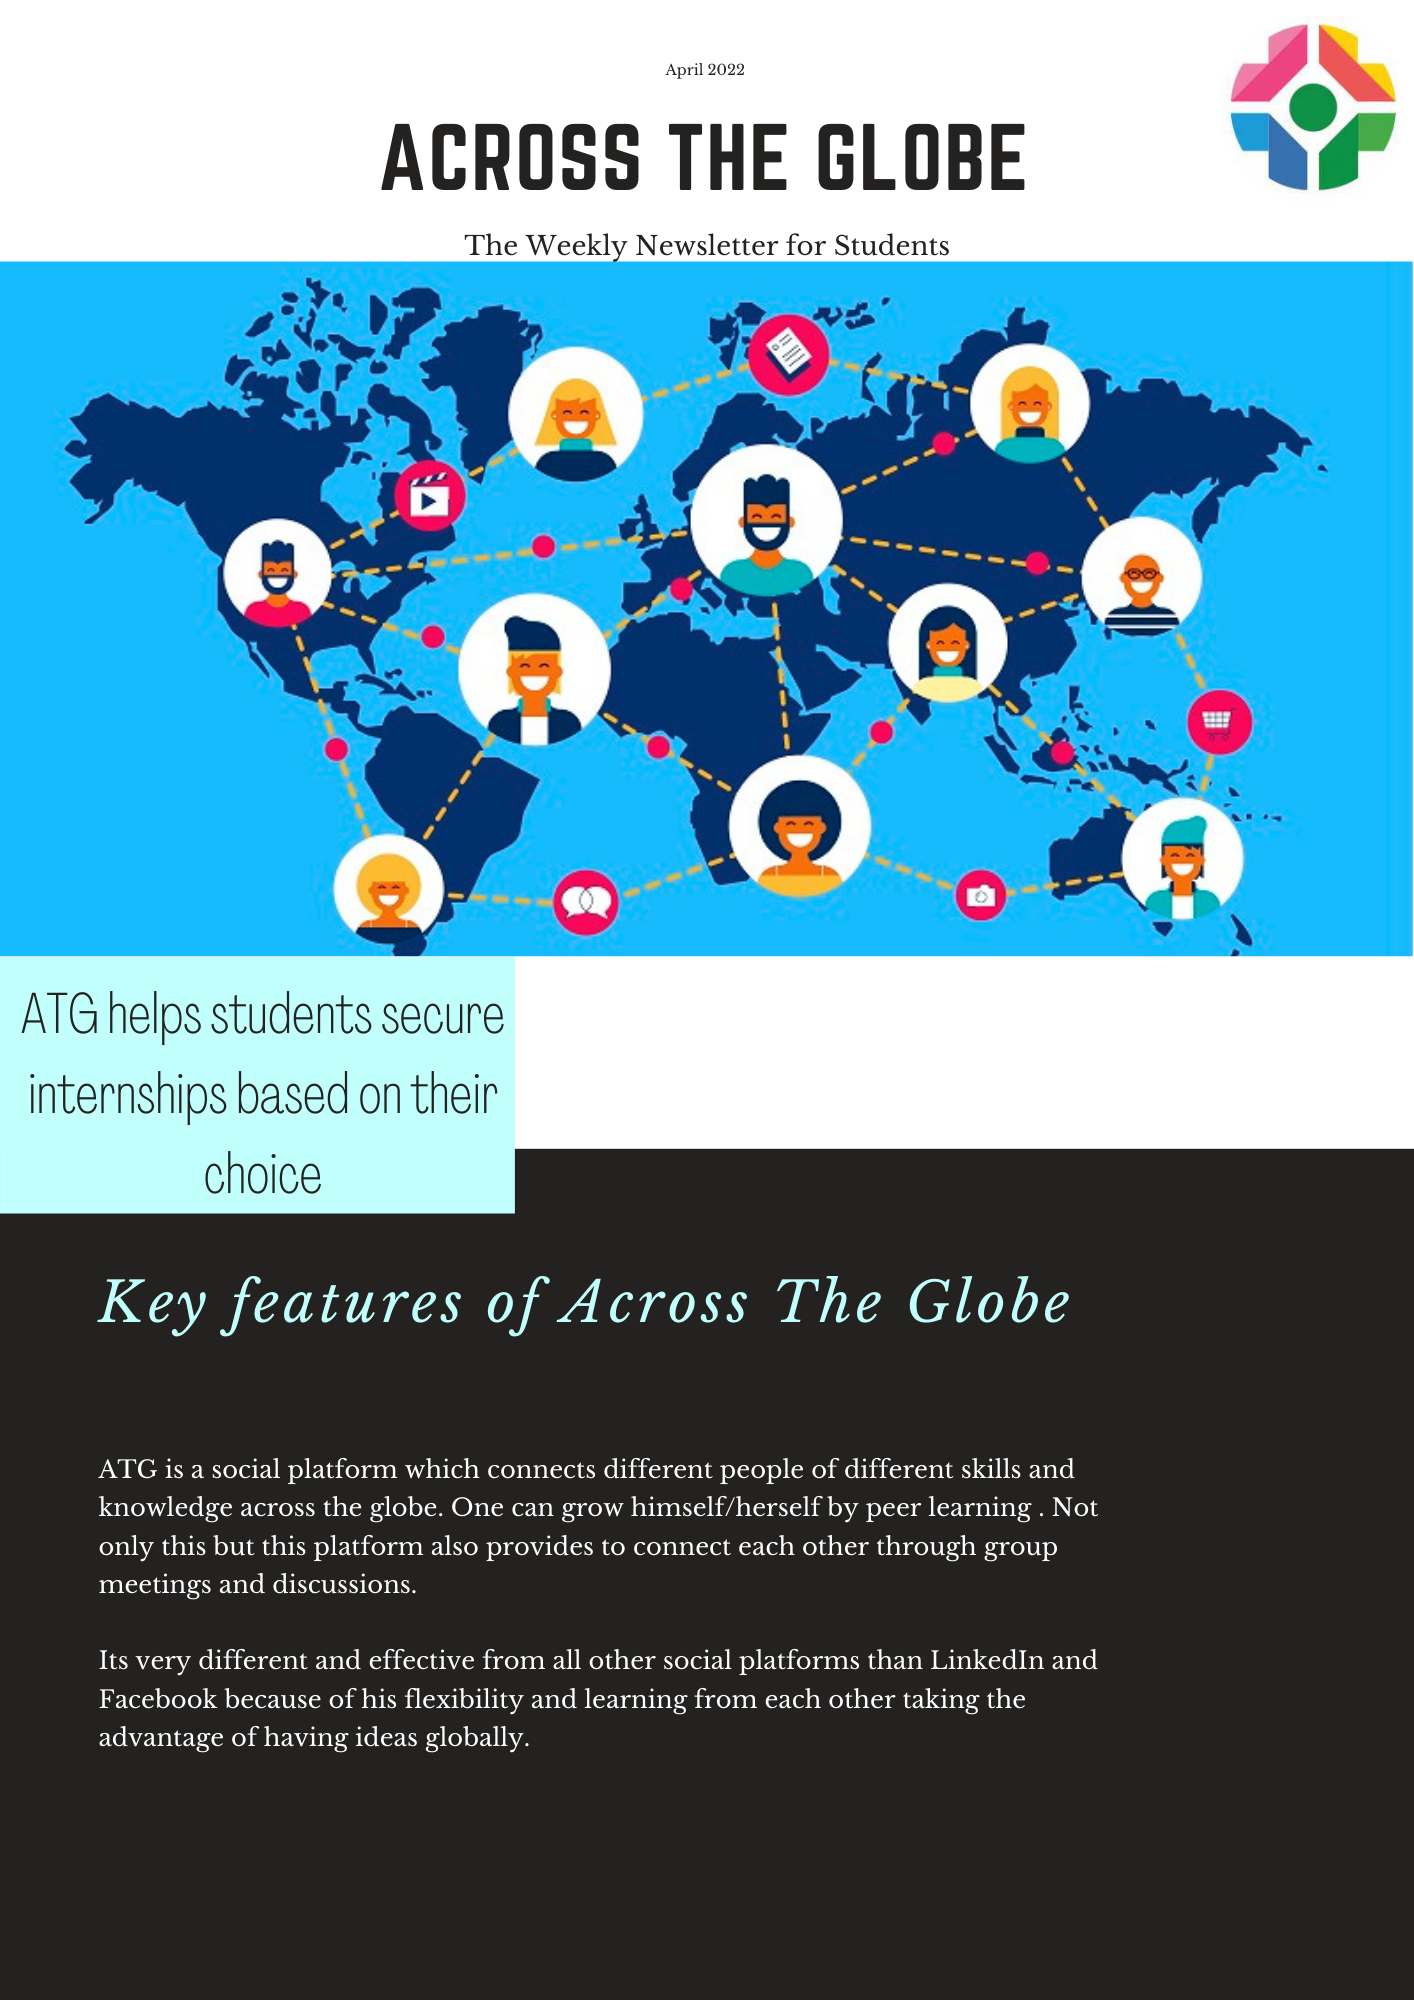 April 2022
ACROSS THE GLOBE
The Weekly Newsletter for Students
ATG helps students secure
internships based on their
choice
Key features of Across The Globe
ATG is a social platform which connects different people of different skills and
knowledge across the globe. One can grow himself/herself by peer learning . Not
only this but this platform also provides to connect each other through group
meetings and discussions.
Its very different and effective from all other social platforms than LinkedIn and
Facebook because of his flexibility and learning from each other taking the
advantage of having ideas globally.